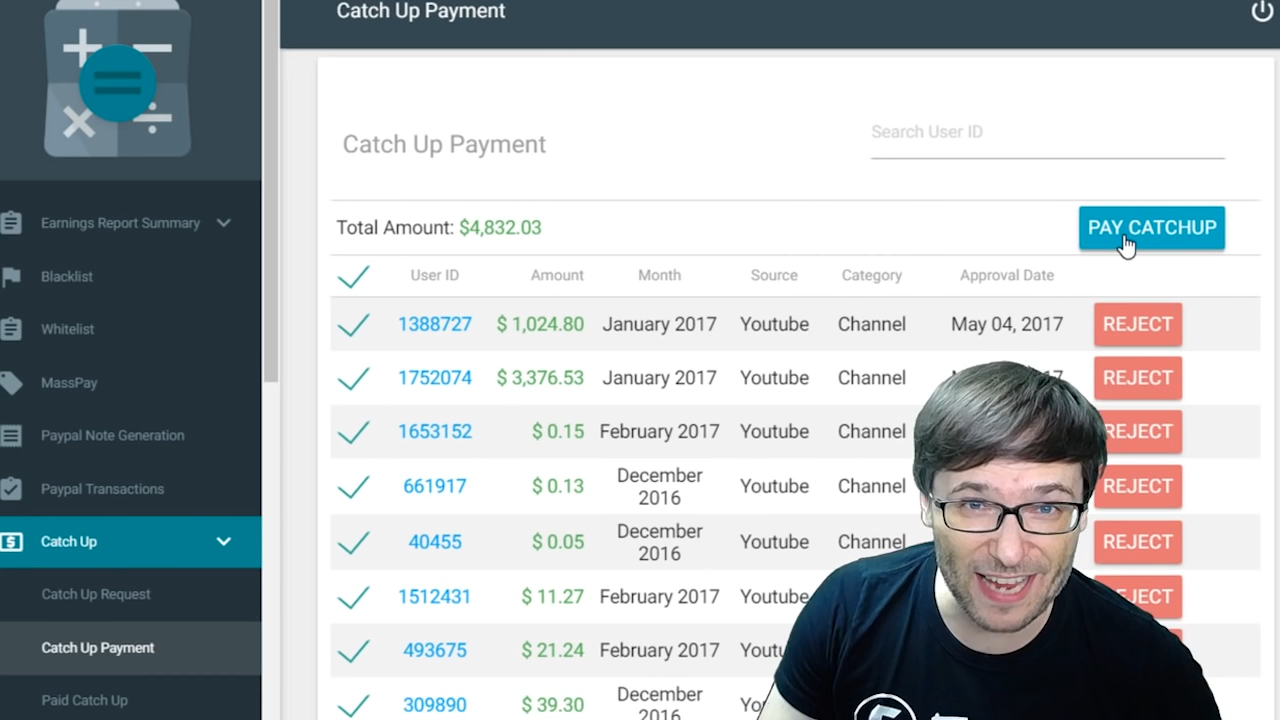 Catch Up Payment
Catch Up Payment
Search User ID
Total Amount: $4,832.03
PAY CATCHUP
User ID Amount Month Source Category Approval Date
1388727 $ 1,024.80 January 2017 Youtube Channel May 04, 2017 REJECT
1752074 $ 3,376.53 January 2017 Youtube Channel REJECT
1653152 $ 0.15 February 2017 Youtube Channel REJECT
661917 $ 0.13 December 2016 Youtube Channel REJECT
40455 $ 0.05 December 2016 Youtube Channel REJECT
1512431 $ 11.27 February 2017 Youtube
493675 $ 21.24 February 2017
309890 $ 39.30 December 2016
Earnings Report Summary
Blacklist
Whitelist
MassPay
Paypal Note Generation
Paypal Transactions
Catch Up
Catch Up Request
Catch Up Payment
Paid Catch Up